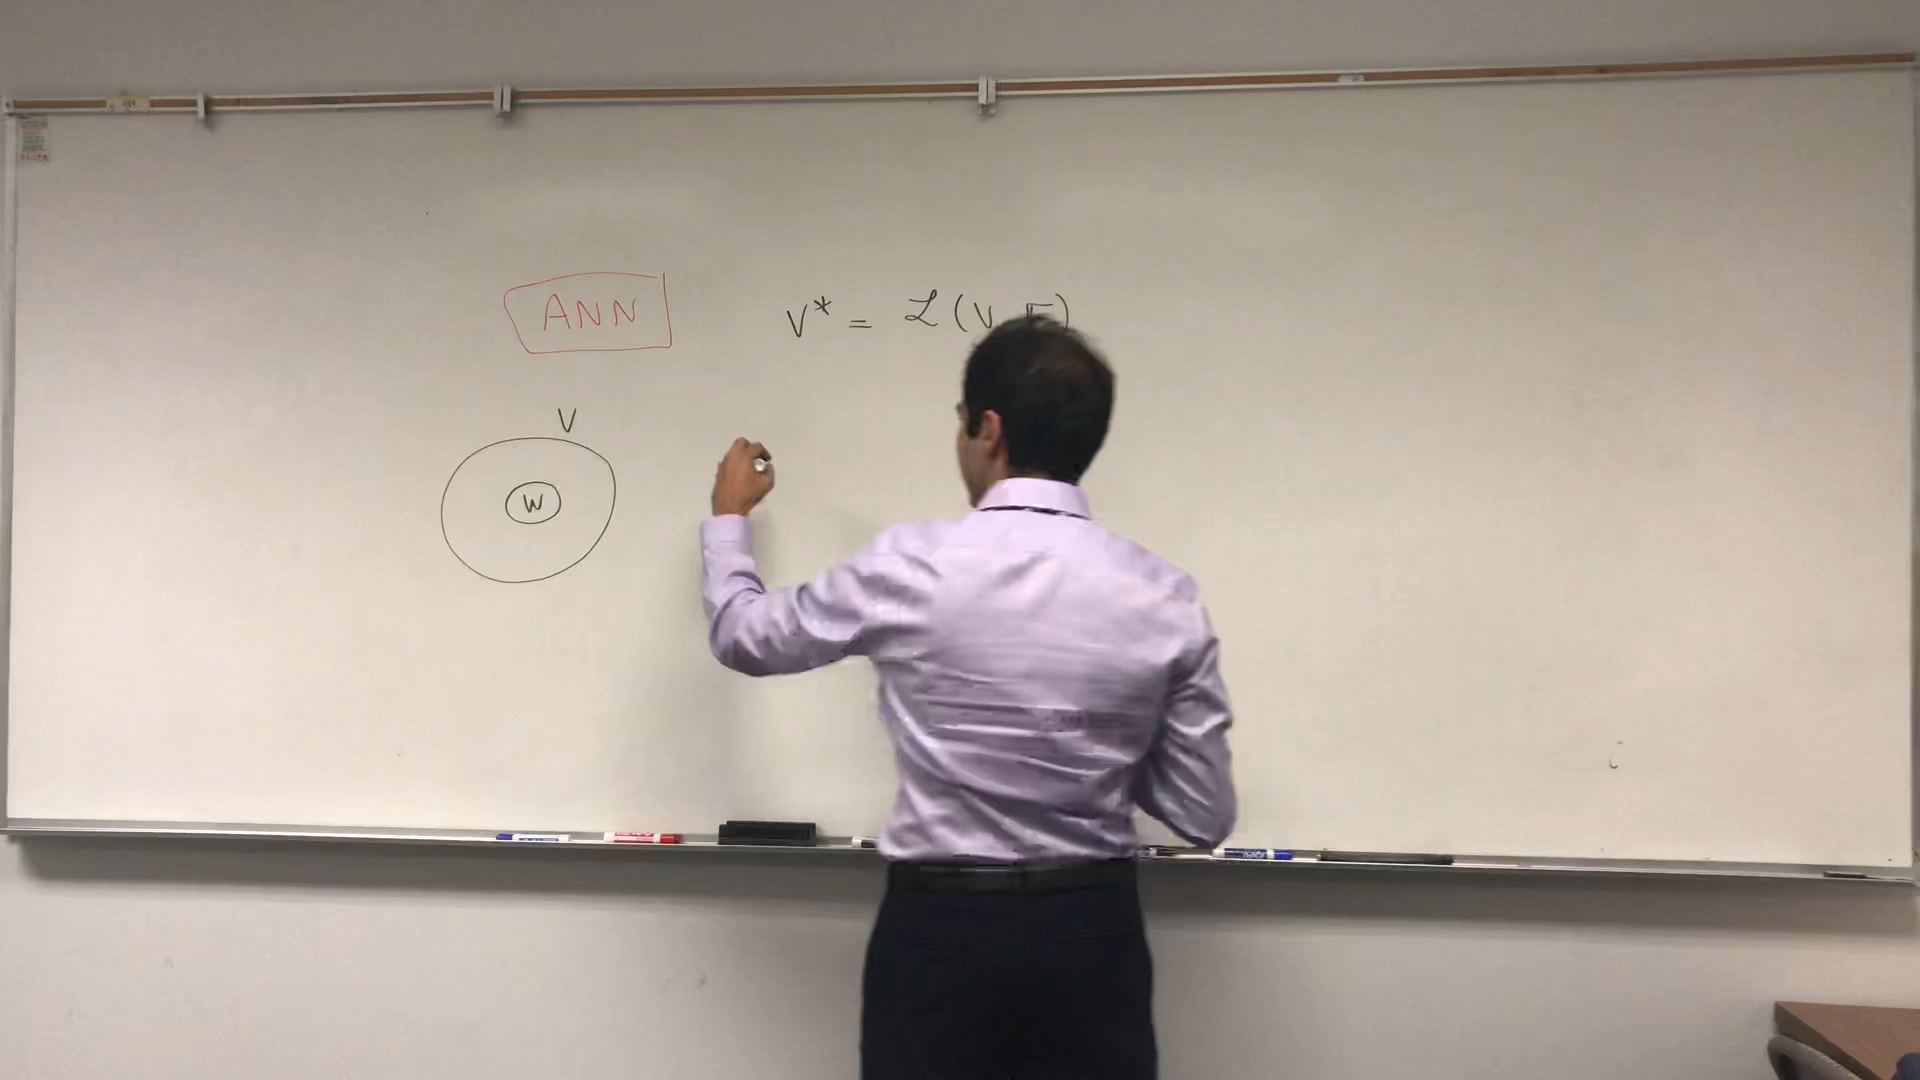 ANN
V* = ℒ(V, F)
V
W